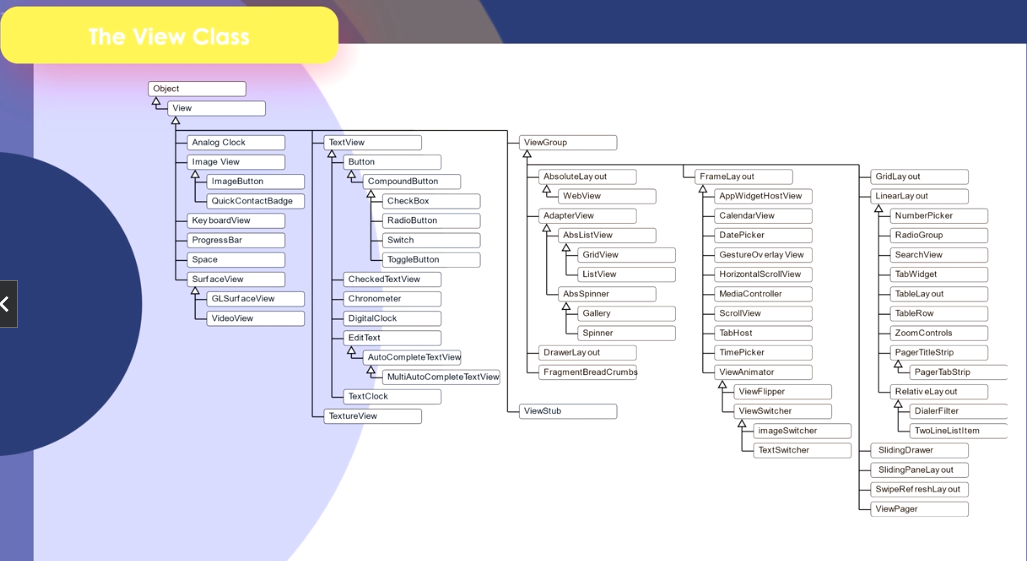 The View Class
Object
View
Analog Clock
Image View
ImageButton
QuickContactBadge
KeyboardView
ProgressBar
Space
SurfaceView
GLSurfaceView
VideoView
TextView
Button
CompoundButton
CheckBox
RadioButton
Switch
ToggleButton
CheckedTextView
Chronometer
DigitalClock
EditText
AutoCompleteTextView
MultiAutoCompleteTextView
TextClock
TextureView
ViewGroup
AbsoluteLayout
WebView
AdapterView
AbsListView
GridView
ListView
AbsSpinner
Gallery
Spinner
DrawerLayout
FragmentBreadCrumbs
ViewStub
FrameLayout
AppWidgetHostView
CalendarView
DatePicker
GestureOverlayView
HorizontalScrollView
MediaController
ScrollView
TabHost
TimePicker
ViewAnimator
ViewFlipper
ViewSwitcher
imageSwitcher
TextSwitcher
GridLayout
LinearLayout
NumberPicker
RadioGroup
SearchView
TabWidget
TableLayout
TableRow
ZoomControls
PagerTitleStrip
PagerTabStrip
RelativeLayout
DialerFilter
TwoLineListItem
SlidingDrawer
SlidingPaneLayout
SwipeRefreshLayout
ViewPager